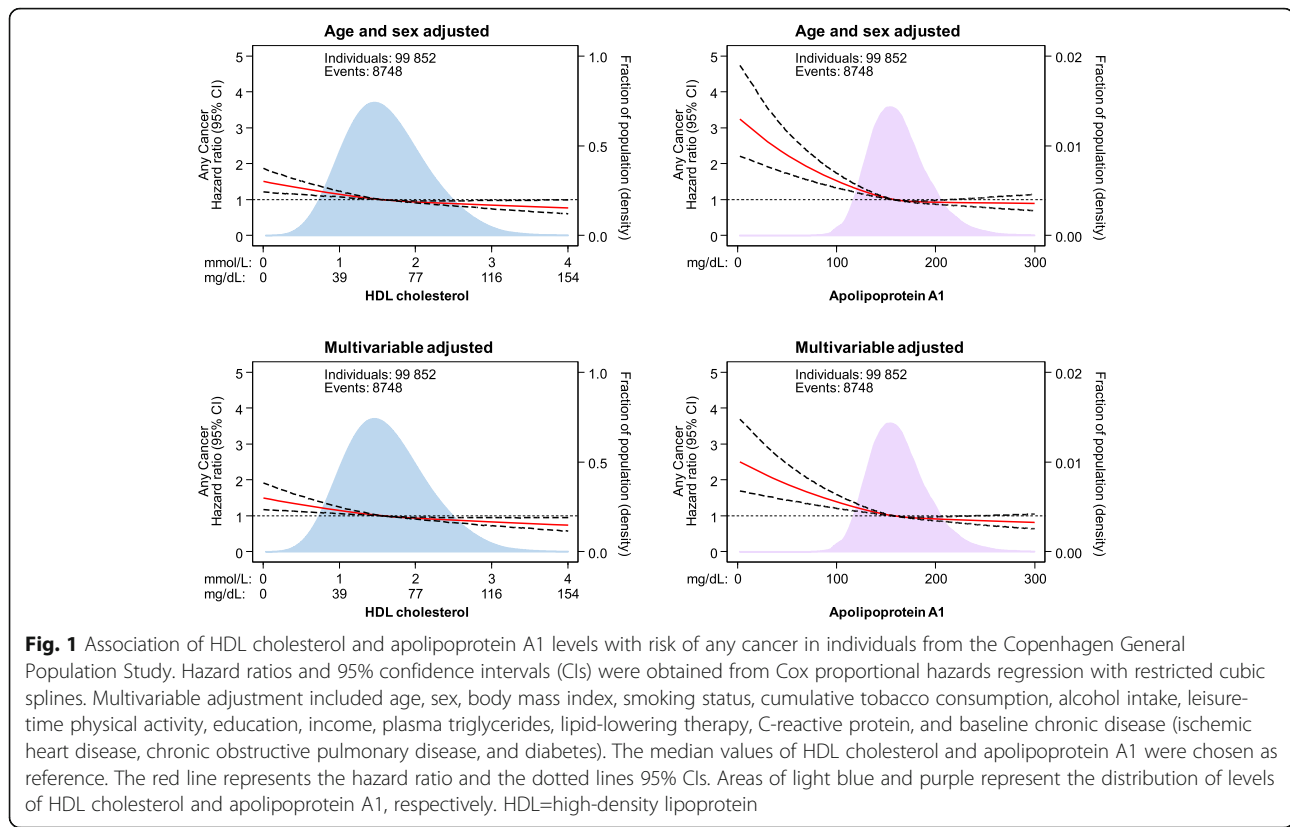 Age and sex adjusted
Individuals: 99 852
Events: 8748
Any Cancer
Hazard ratio (95% CI)
5
4
3
2
1
0
Fraction of population (density)
1.0
0.5
0.0
mmol/L: 0 1 2 3 4
mg/dL: 0 39 77 116 154
HDL cholesterol
Age and sex adjusted
Individuals: 99 852
Events: 8748
Any Cancer
Hazard ratio (95% CI)
5
4
3
2
1
0
Fraction of population (density)
0.02
0.01
0.00
mg/dL: 0 100 200 300
Apolipoprotein A1
Multivariable adjusted
Individuals: 99 852
Events: 8748
Any Cancer
Hazard ratio (95% CI)
5
4
3
2
1
0
Fraction of population (density)
1.0
0.5
0.0
mmol/L: 0 1 2 3 4
mg/dL: 0 39 77 116 154
HDL cholesterol
Multivariable adjusted
Individuals: 99 852
Events: 8748
Any Cancer
Hazard ratio (95% CI)
5
4
3
2
1
0
Fraction of population (density)
0.02
0.01
0.00
mg/dL: 0 100 200 300
Apolipoprotein A1
Fig. 1 Association of HDL cholesterol and apolipoprotein A1 levels with risk of any cancer in individuals from the Copenhagen General
Population Study. Hazard ratios and 95% confidence intervals (CIs) were obtained from Cox proportional hazards regression with restricted cubic
splines. Multivariable adjustment included age, sex, body mass index, smoking status, cumulative tobacco consumption, alcohol intake, leisure-
time physical activity, education, income, plasma triglycerides, lipid-lowering therapy, C-reactive protein, and baseline chronic disease (ischemic
heart disease, chronic obstructive pulmonary disease, and diabetes). The median values of HDL cholesterol and apolipoprotein A1 were chosen as
reference. The red line represents the hazard ratio and the dotted lines 95% CIs. Areas of light blue and purple represent the distribution of levels
of HDL cholesterol and apolipoprotein A1, respectively. HDL=high-density lipoprotein